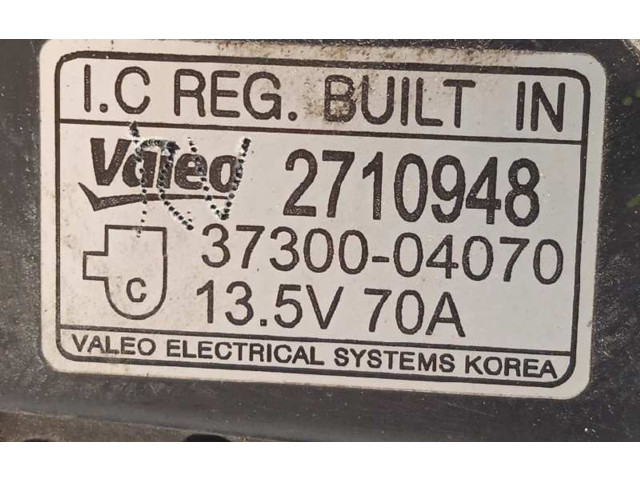 I.C REG. BUILT IN
Valeo 2710948
37300-04070
C
13.5V 70A
VALEO ELECTRICAL SYSTEMS KOREA